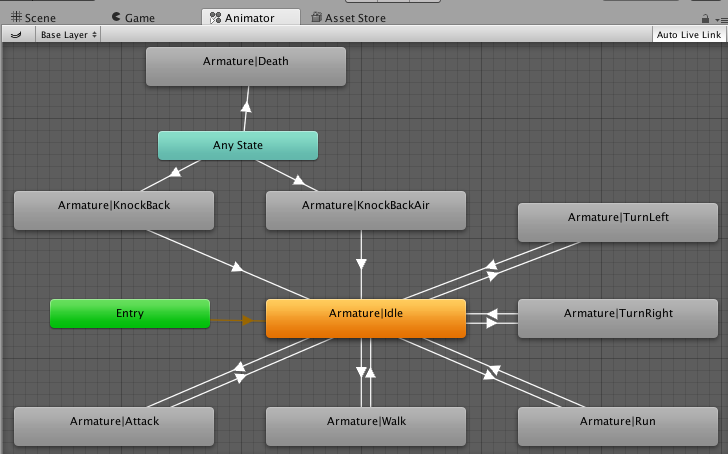 Scene Game Animator Asset Store
Base Layer Auto Live Link
Armature|Death
Any State
Armature|KnockBack Armature|KnockBackAir
Armature|TurnLeft
Entry Armature|Idle Armature|TurnRight
Armature|Attack Armature|Walk Armature|Run